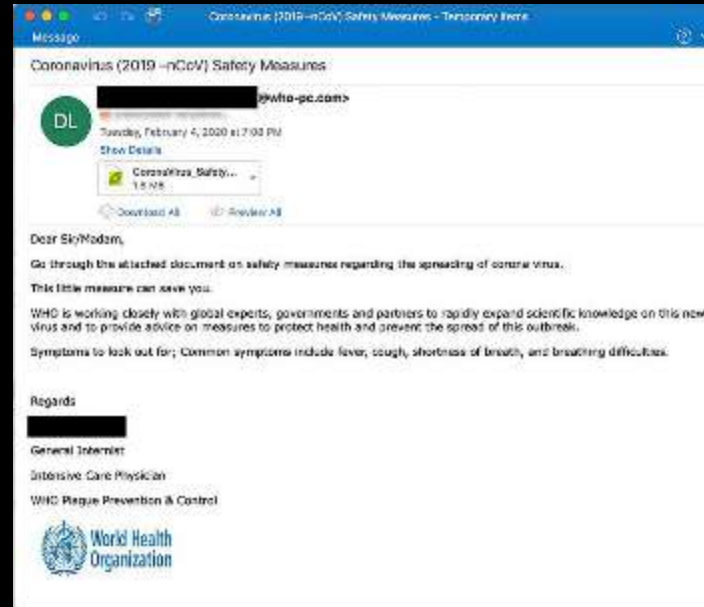 Coronavirus (2019-nCoV) Safety Measures - Temporary Items
Message
Coronavirus (2019 -nCoV) Safety Measures
@who-pc.com>
DL
Tuesday, February 4, 2020 at 7:00 PM
Show Details
CoronaVirus_Safety...
1.8 MB
Download All Preview All
Dear Sir/Madam,
Go through the attached document on safety measures regarding the spreading of corona virus.
This little measure can save you.
WHO is working closely with global experts, governments and partners to rapidly expand scientific knowledge on this new
virus and to provide advice on measures to protect health and prevent the spread of this outbreak.
Symptoms to look out for; Common symptoms include fever, cough, shortness of breath, and breathing difficulties.
Regards
General Internist
Intensive Care Physician
WHO Plague Prevention & Control
World Health
Organization